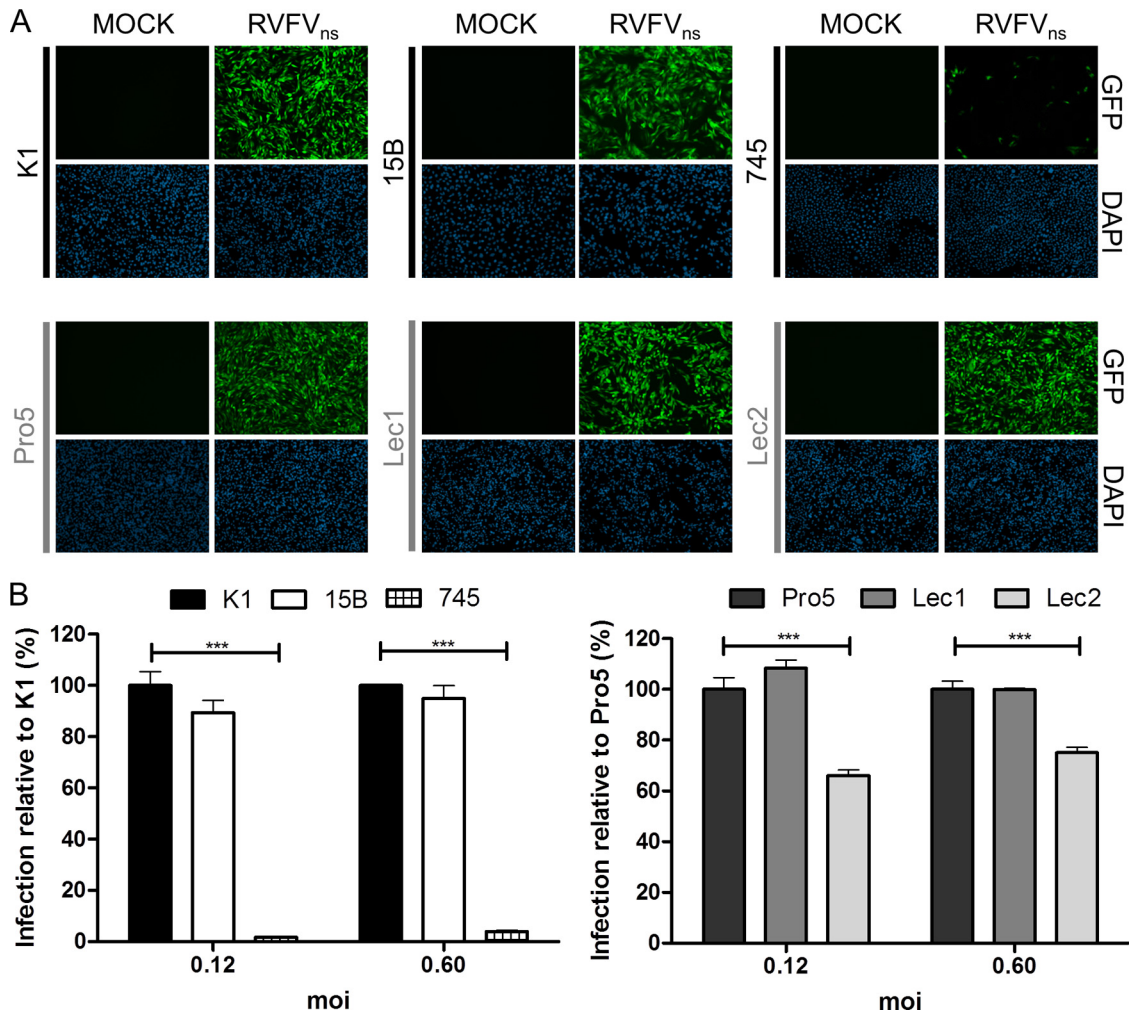 A
MOCK RVFVns MOCK RVFVns MOCK RVFVns
K1
15B
745
GFP
DAPI
Pro5
Lec1
Lec2
GFP
DAPI
B
K1 15B 745
Infection relative to K1 (%)
120
100
80
60
40
20
0
***
***
0.12 0.60
moi
Pro5 Lec1 Lec2
Infection relative to Pro5 (%)
120
100
80
60
40
20
0
***
***
0.12 0.60
moi